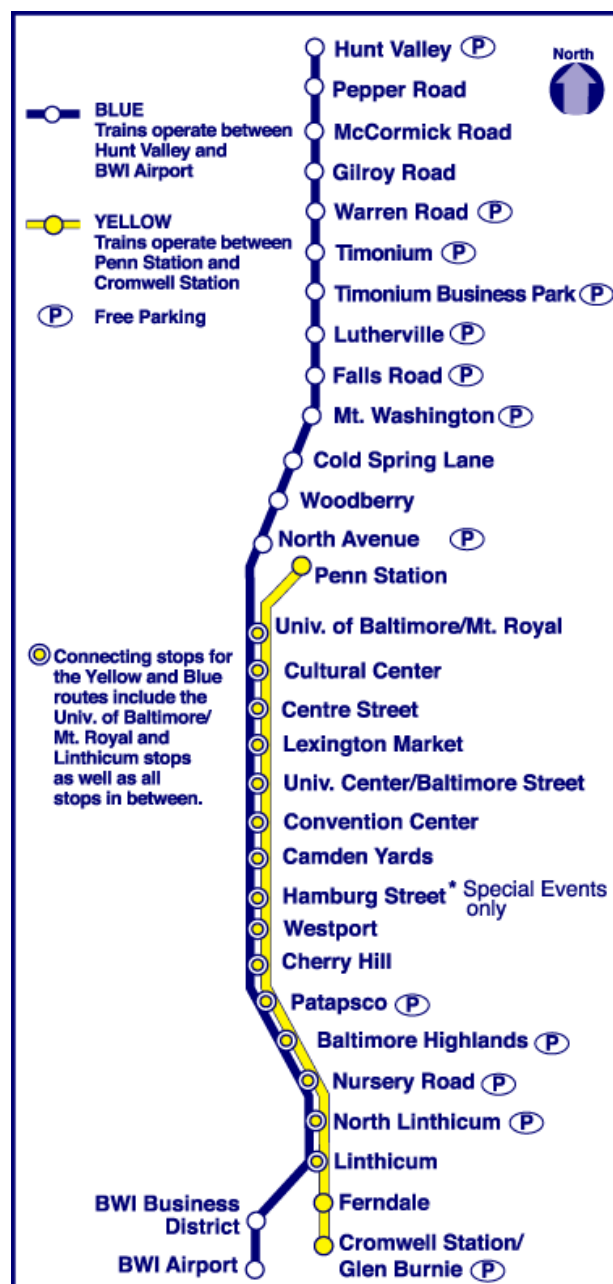 Hunt Valley P
North
Pepper Road
BLUE
Trains operate between
Hunt Valley and
BWI Airport
McCormick Road
Gilroy Road
Warren Road P
YELLOW
Trains operate between
Penn Station and
Cromwell Station
Timonium P
Timonium Business Park P
P Free Parking
Lutherville P
Falls Road P
Mt. Washington P
Cold Spring Lane
Woodberry
North Avenue P
Penn Station
Univ. of Baltimore/Mt. Royal
Connecting stops for
the Yellow and Blue
routes include the
Univ. of Baltimore/
Mt. Royal and
Linthicum stops
as well as all
stops in between.
Cultural Center
Centre Street
Lexington Market
Univ. Center/Baltimore Street
Convention Center
Camden Yards
Hamburg Street* Special Events
only
Westport
Cherry Hill
Patapsco P
Baltimore Highlands P
Nursery Road P
North Linthicum P
Linthicum
BWI Business
District
Ferndale
BWI Airport
Cromwell Station/
Glen Burnie P